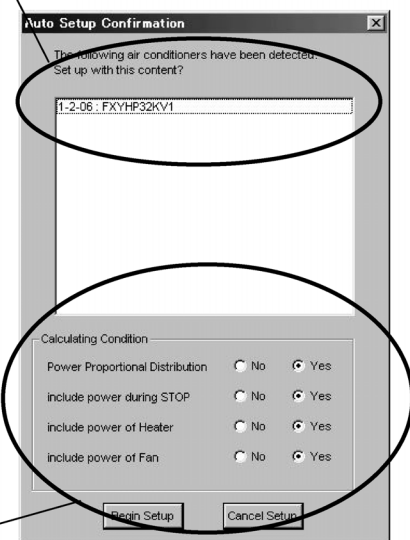 Auto Setup Confirmation
The following air conditioners have been detected.
Set up with this content?
1-2-06 : FXYHP32KV1
Calculating Condition
Power Proportional Distribution No Yes
include power during STOP No Yes
include power of Heater No Yes
include power of Fan No Yes
Begin Setup Cancel Setup